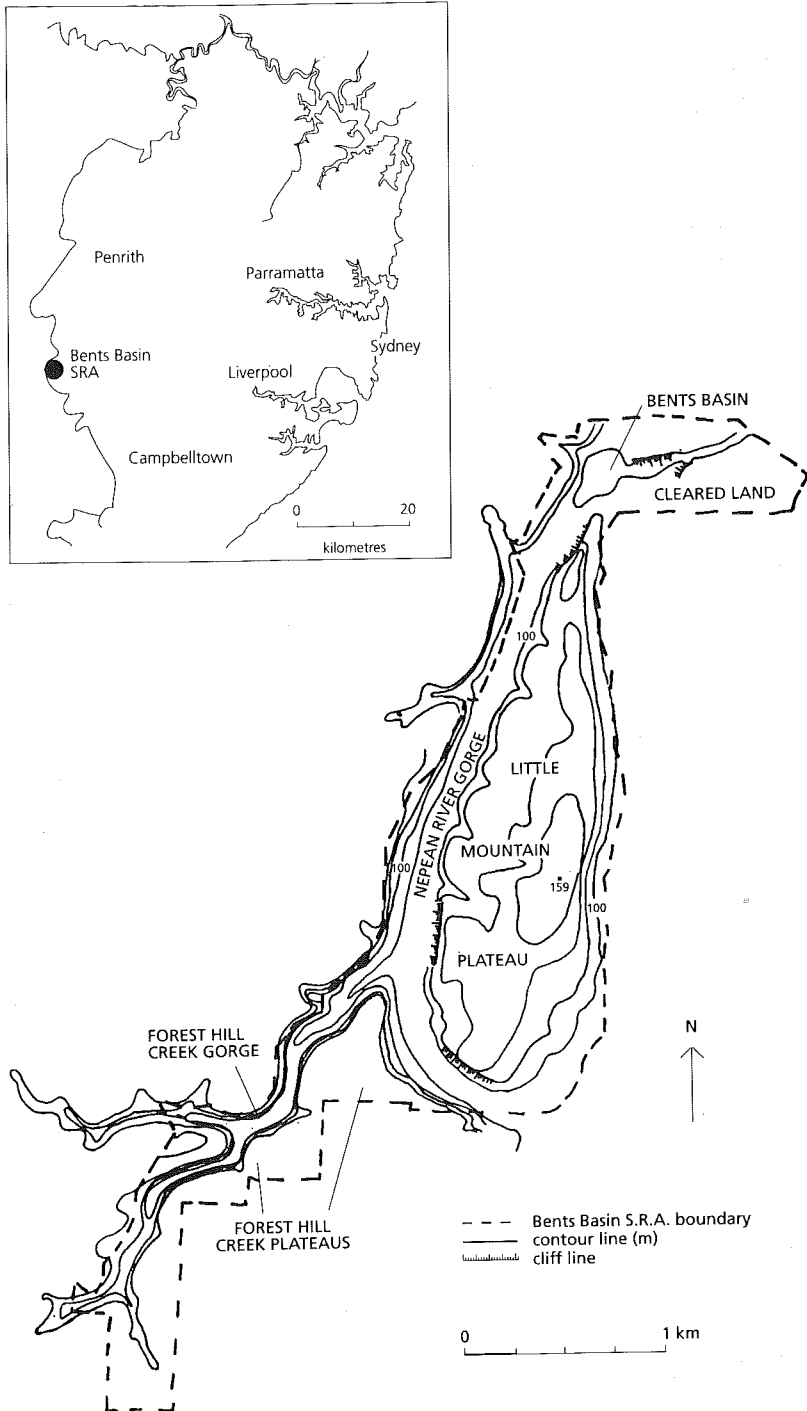 Penrith
Parramatta
Bents Basin
SRA
Sydney
Liverpool
Campbelltown
0 20
kilometres
BENTS BASIN
CLEARED LAND
100
NEPEAN RIVER GORGE
LITTLE
MOUNTAIN
100
159
100
PLATEAU
FOREST HILL
CREEK GORGE
N
FOREST HILL
CREEK PLATEAUS
Bents Basin S.R.A. boundary
contour line (m)
cliff line
0 1 km